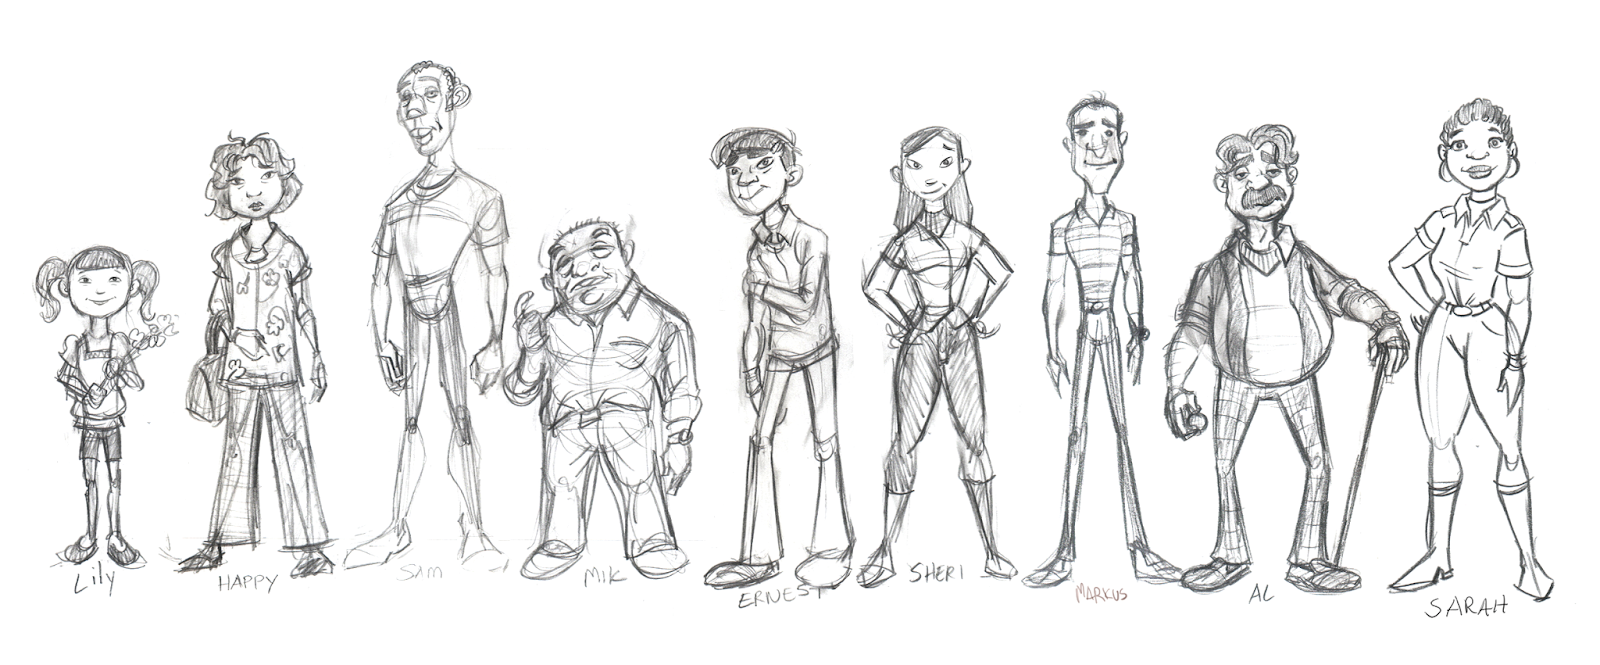 Lily
HAPPY
SAM
MIK
ERNEST
SHERI
MARKUS
AL
SARAH